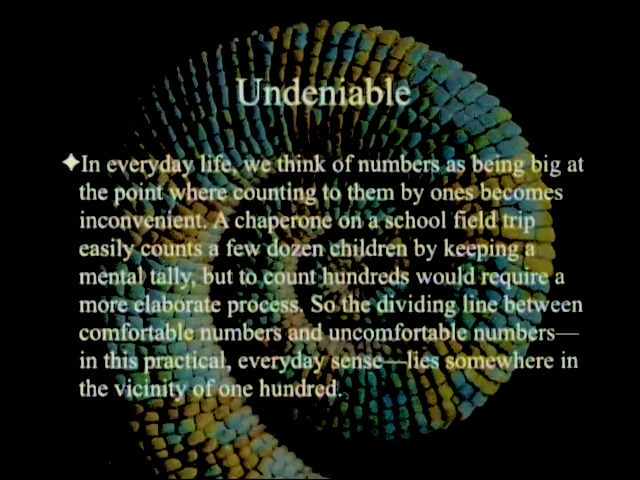 Undeniable
✦In everyday life, we think of numbers as being big at
the point where counting to them by ones becomes
inconvenient. A chaperone on a school field trip
easily counts a few dozen children by keeping a
mental tally, but to count hundreds would require a
more elaborate process. So the dividing line between
comfortable numbers and uncomfortable numbers—
in this practical, everyday sense—lies somewhere in
the vicinity of one hundred.